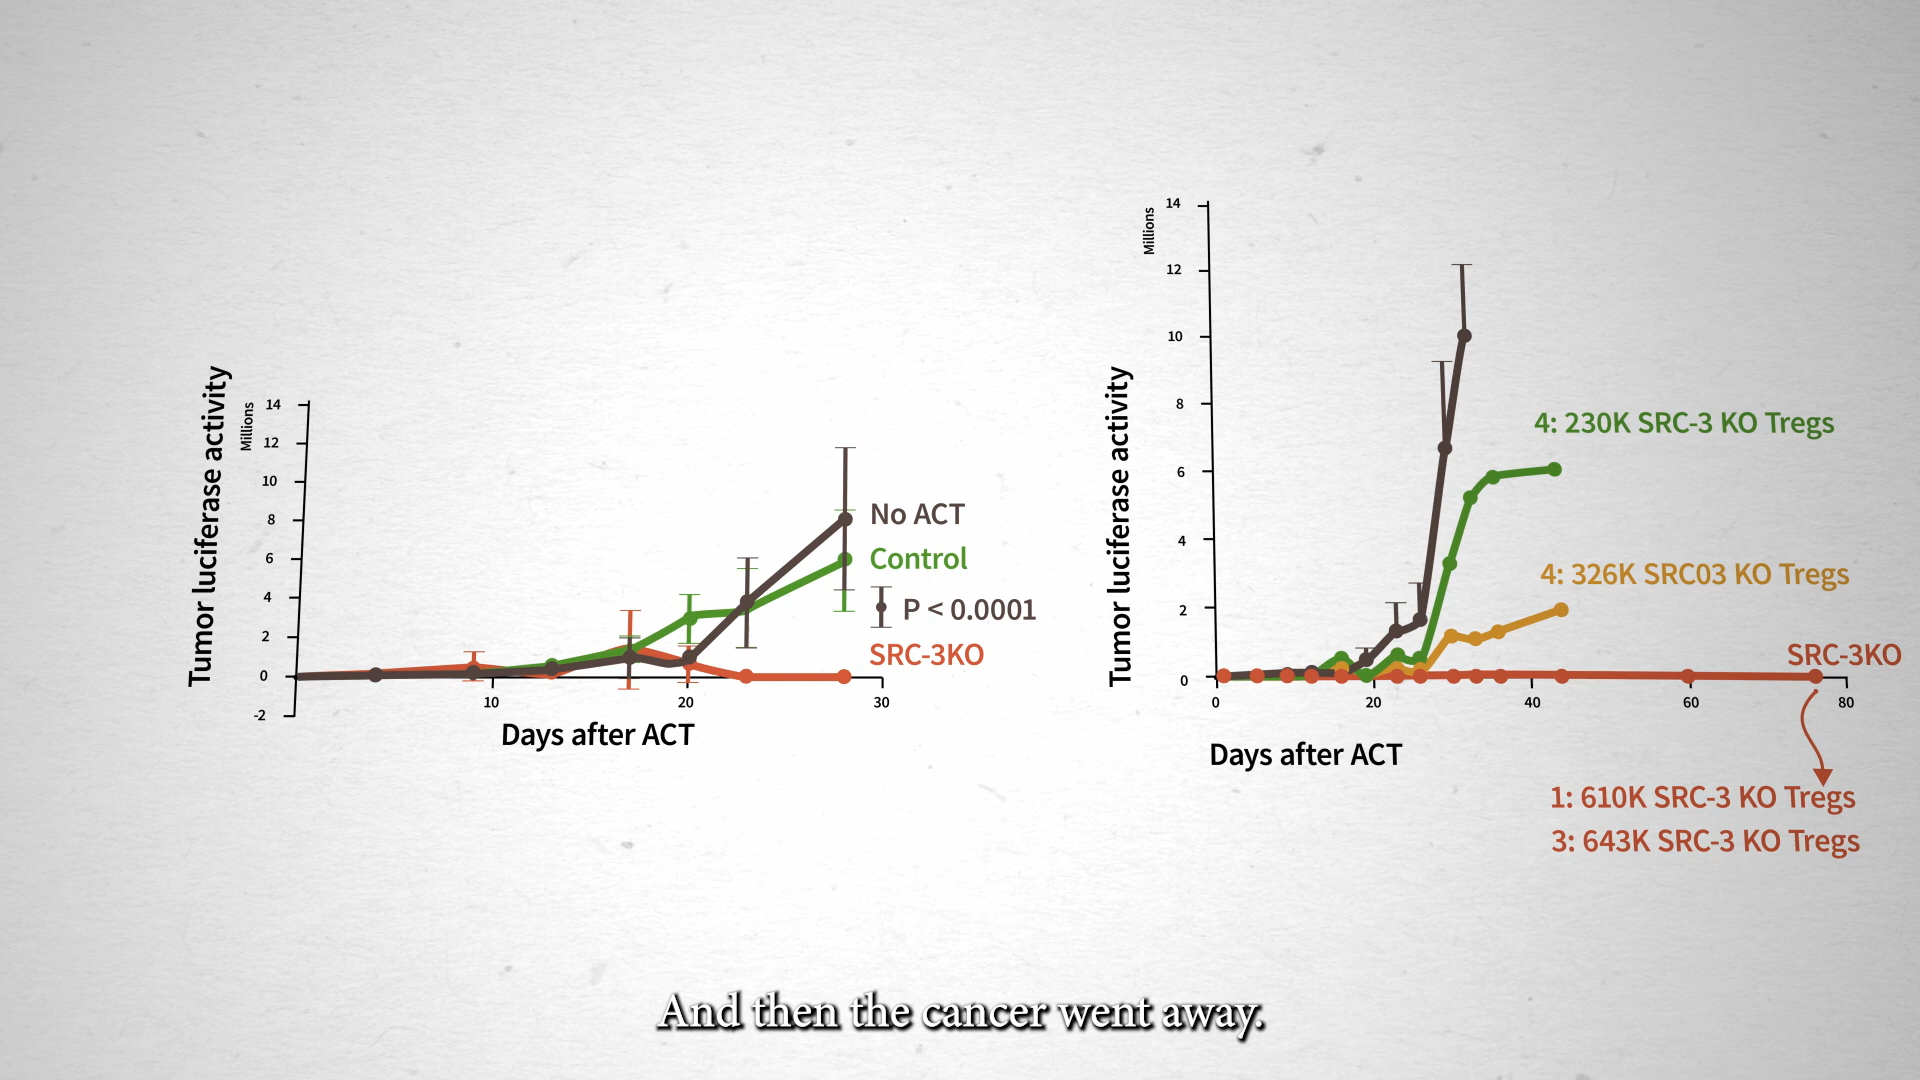 Tumor luciferase activity
Millions
14
12
10
8
6
4
2
0
-2
10
20
30
Days after ACT
No ACT
Control
P < 0.0001
SRC-3KO
Tumor luciferase activity
Millions
14
12
10
8
6
4
2
0
0
20
40
60
80
Days after ACT
4: 230K SRC-3 KO Tregs
4: 326K SRC03 KO Tregs
SRC-3KO
1: 610K SRC-3 KO Tregs
3: 643K SRC-3 KO Tregs
And then the cancer went away.